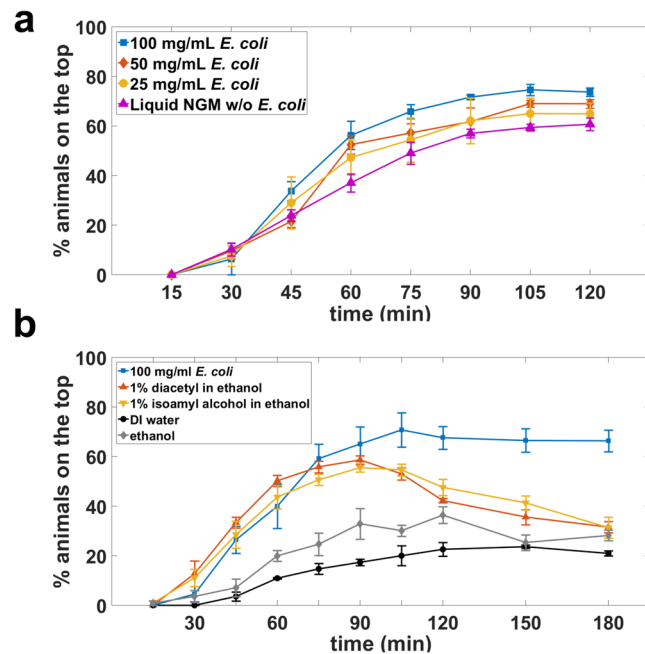 a
% animals on the top
100
80
60
40
20
0
100 mg/mL E. coli
50 mg/mL E. coli
25 mg/mL E. coli
Liquid NGM w/o E. coli
15 30 45 60 75 90 105 120
time (min)
b
% animals on the top
100
80
60
40
20
0
100 mg/ml E. coli
1% diacetyl in ethanol
1% isoamyl alcohol in ethanol
DI water
ethanol
30 60 90 120 150 180
time (min)